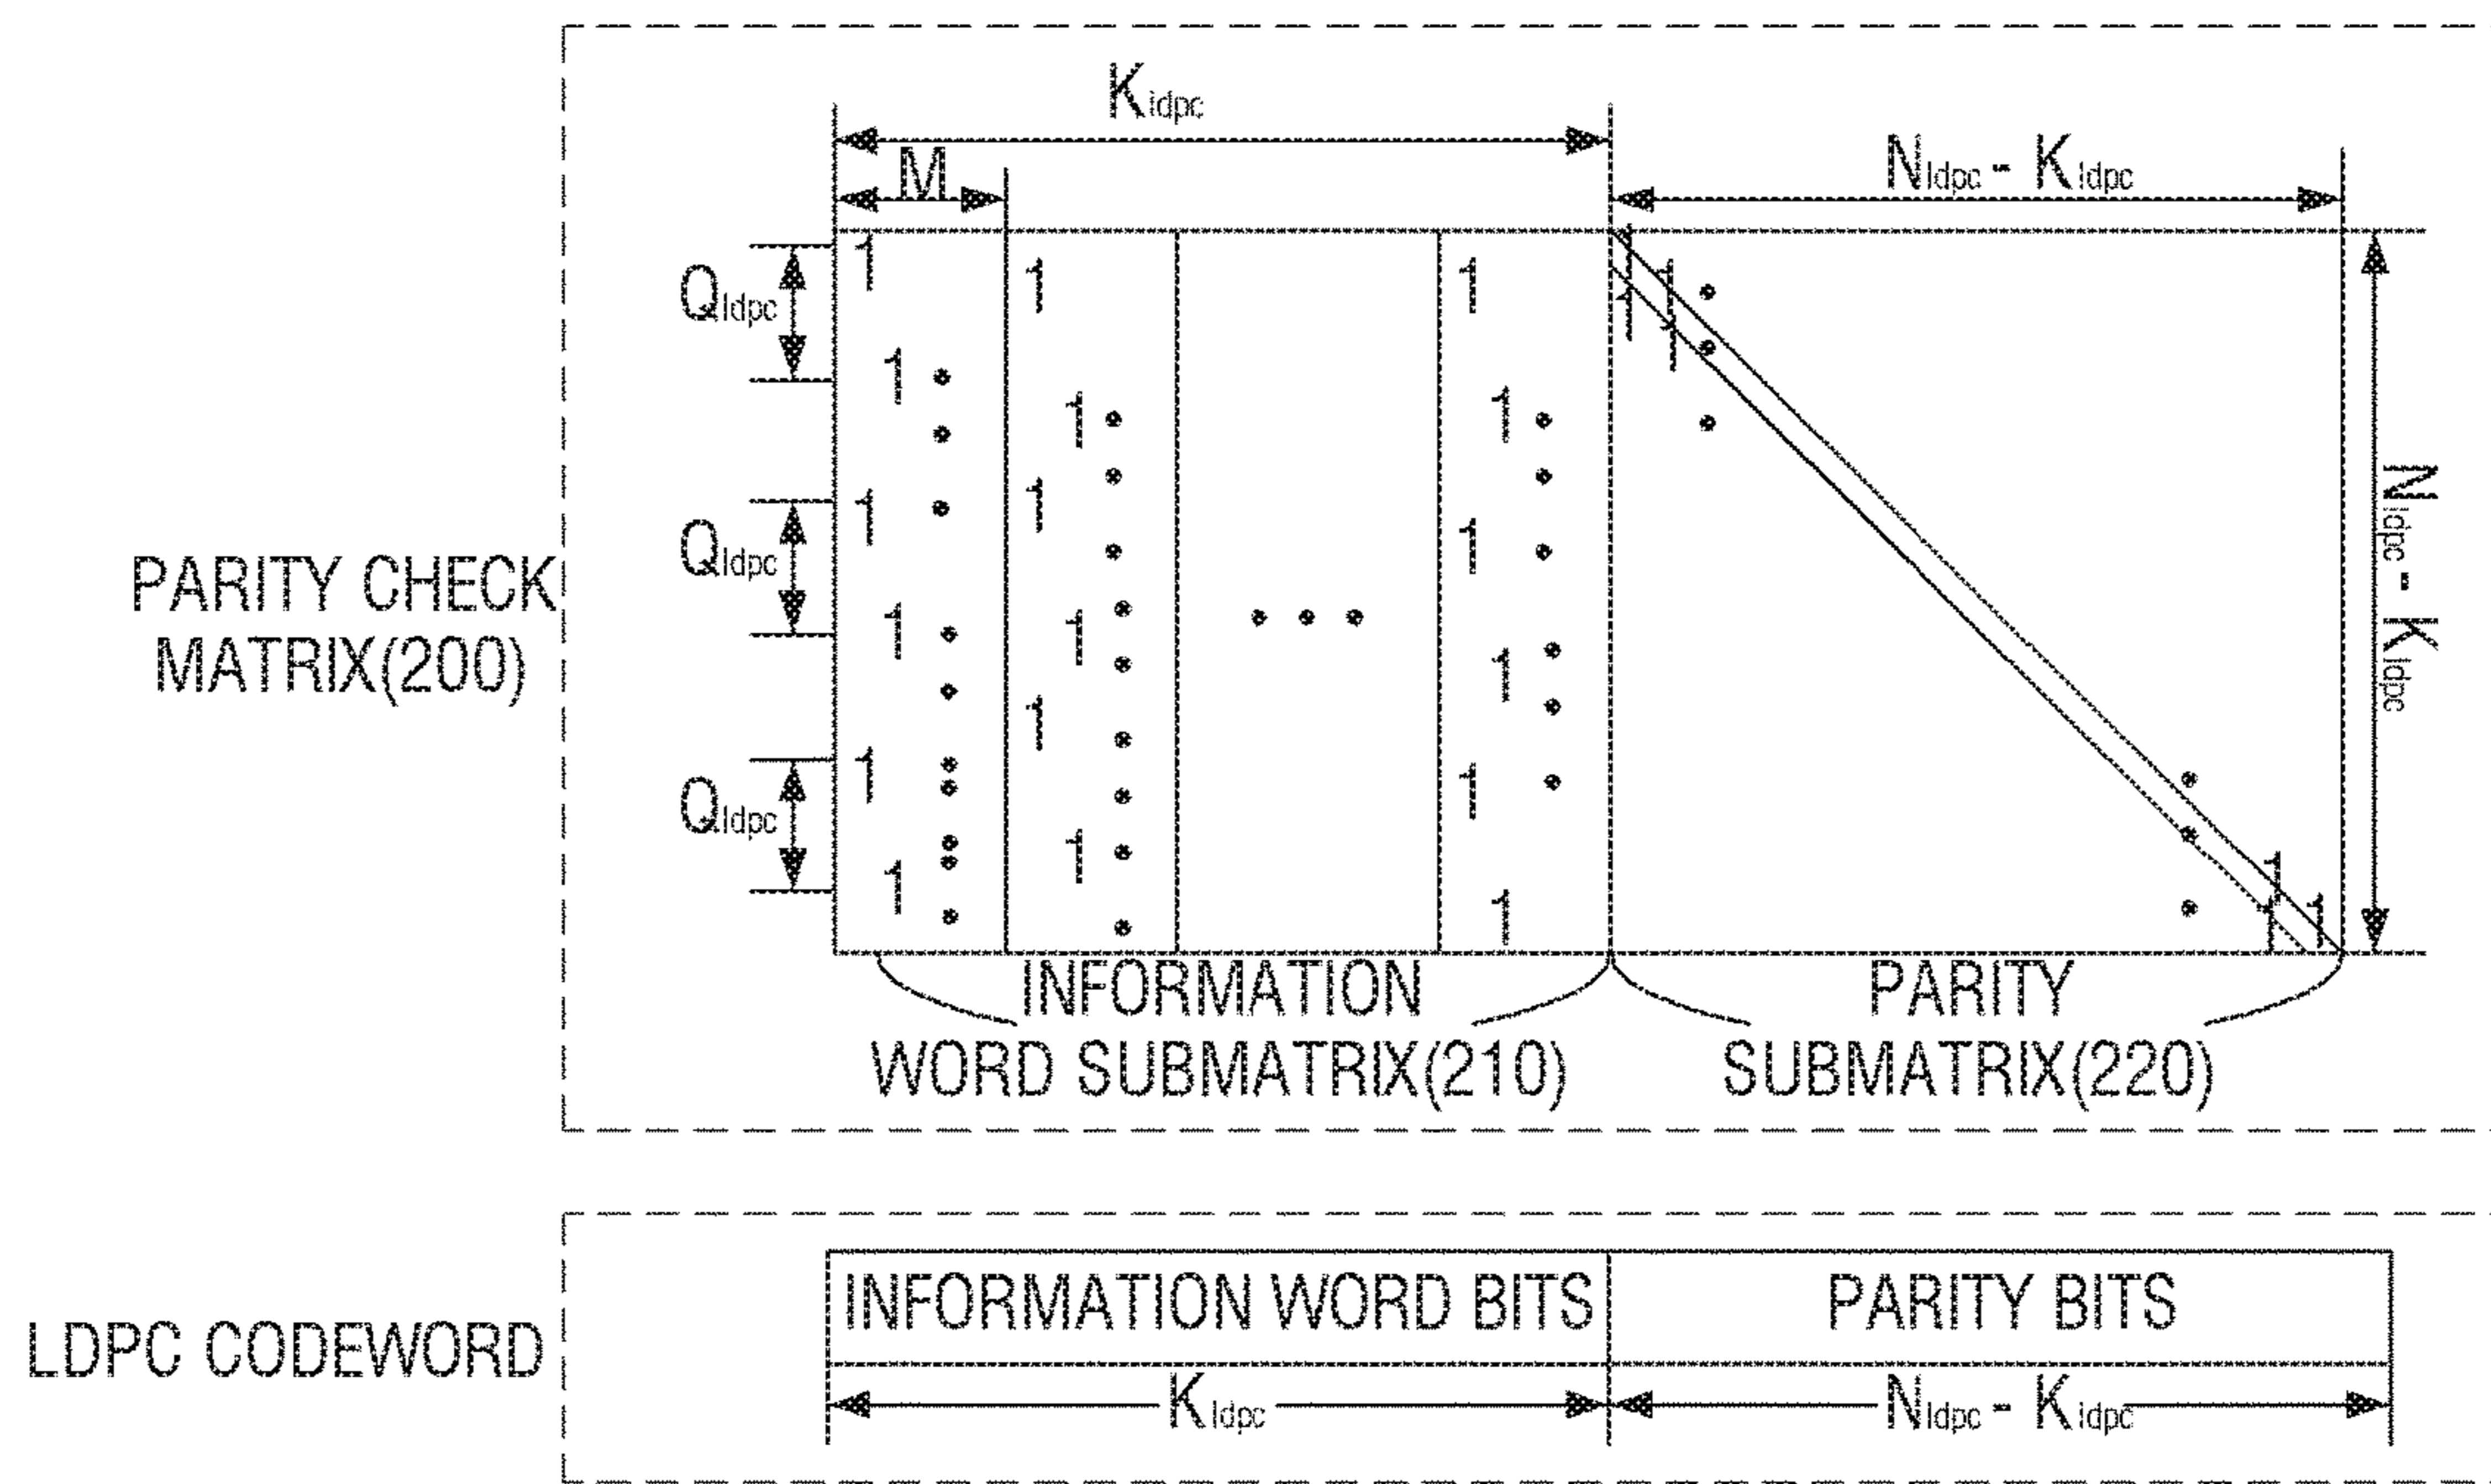 Kldpc
M
Nldpc - Kldpc
1 1 1 1
Qldpc
1 1 1
1 1 1
Nldpc - Kldpc
1 1 1
Qldpc
PARITY CHECK
MATRIX(200)
1 1 1
1
1 1
Qldpc
1 1 1
1 1 1 1
INFORMATION
WORD SUBMATRIX(210)
PARITY
SUBMATRIX(220)
LDPC CODEWORD
INFORMATION WORD BITS
PARITY BITS
Kldpc
Nldpc - Kldpc